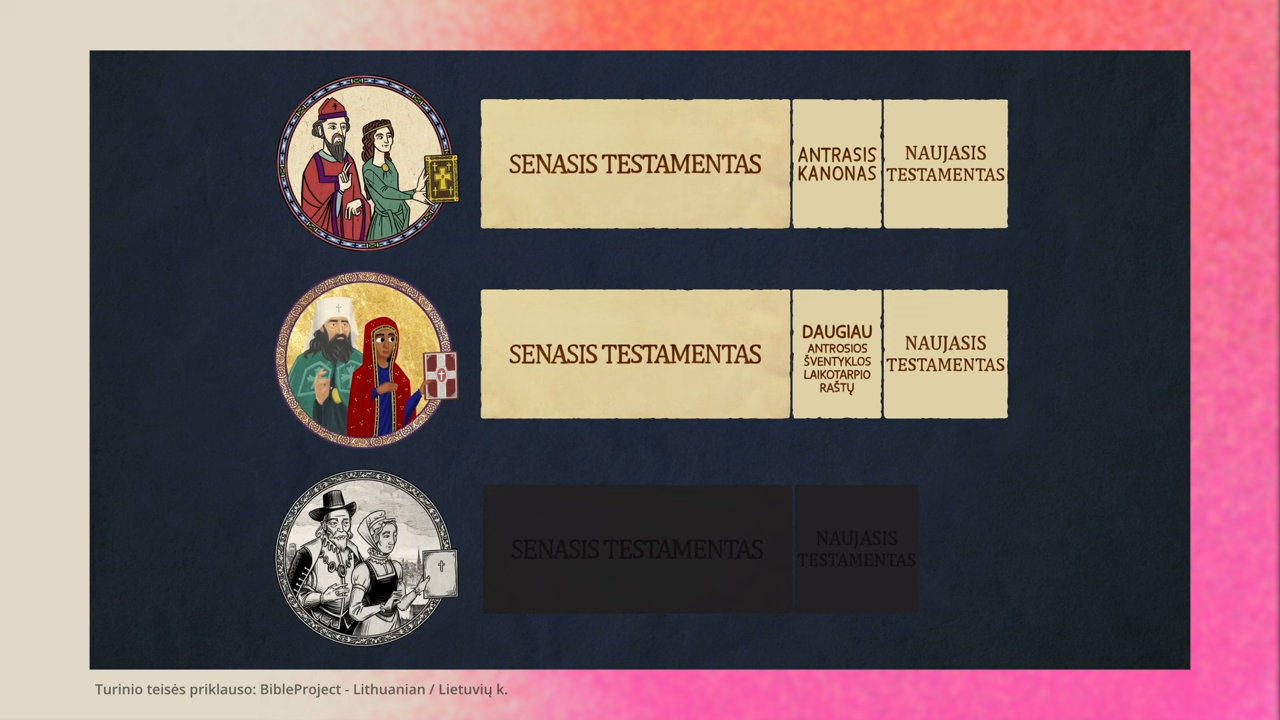 SENASIS TESTAMENTAS
ANTRASIS
KANONAS
NAUJASIS
TESTAMENTAS
SENASIS TESTAMENTAS
DAUGIAU
ANTROSIOS
ŠVENTYKLOS
LAIKOTARPIO
RAŠTŲ
NAUJASIS
TESTAMENTAS
SENASIS TESTAMENTAS
NAUJASIS
TESTAMENTAS
Turinio teisės priklauso: BibleProject - Lithuanian / Lietuvių k.